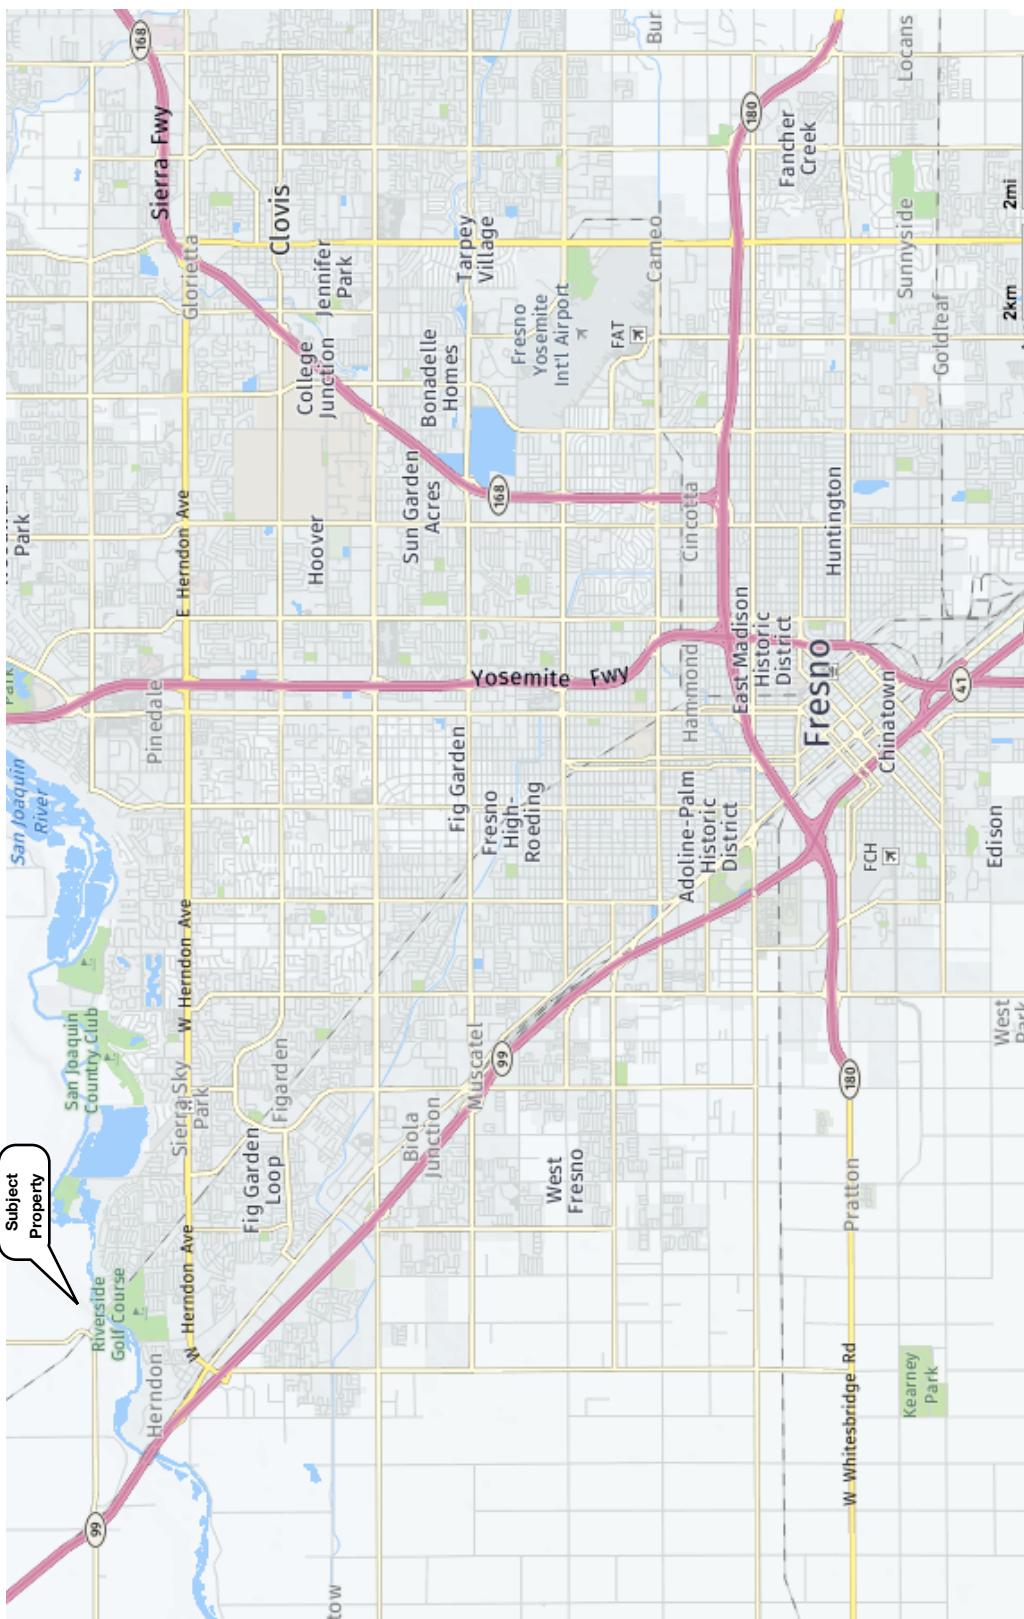 168
Sierra Fwy
Glorietta
Clovis
Jennifer
Park
College
Junction
Tarpey
Village
Bonadelle
Homes
Fresno
Yosemite
Int'l Airport
FAT
Cameo
Bur
180
Fancher
Creek
Locans
Sunnyside
Goldleaf
2mi
2km
Park
E Herndon Ave
Hoover
Sun Garden
Acres
168
Cincotta
Huntington
Park
Pinedale
Yosemite Fwy
Hammond
East Madison
Historic
District
Fresno
Chinatown
41
San Joaquin
River
Fig Garden
Fresno
High-
Roeding
Adoline-Palm
Historic
District
FCH
Edison
W Herndon Ave
San Joaquin
Country Club
Sierra Sky
Park
Figarden
Muscatel
99
Biola
Junction
180
West
Park
Subject
Property
Fig Garden
Loop
West
Fresno
Pratton
W Herndon Ave
Riverside
Golf Course
W
Herndon
99
W Whitesbridge Rd
Kearney
Park
tow